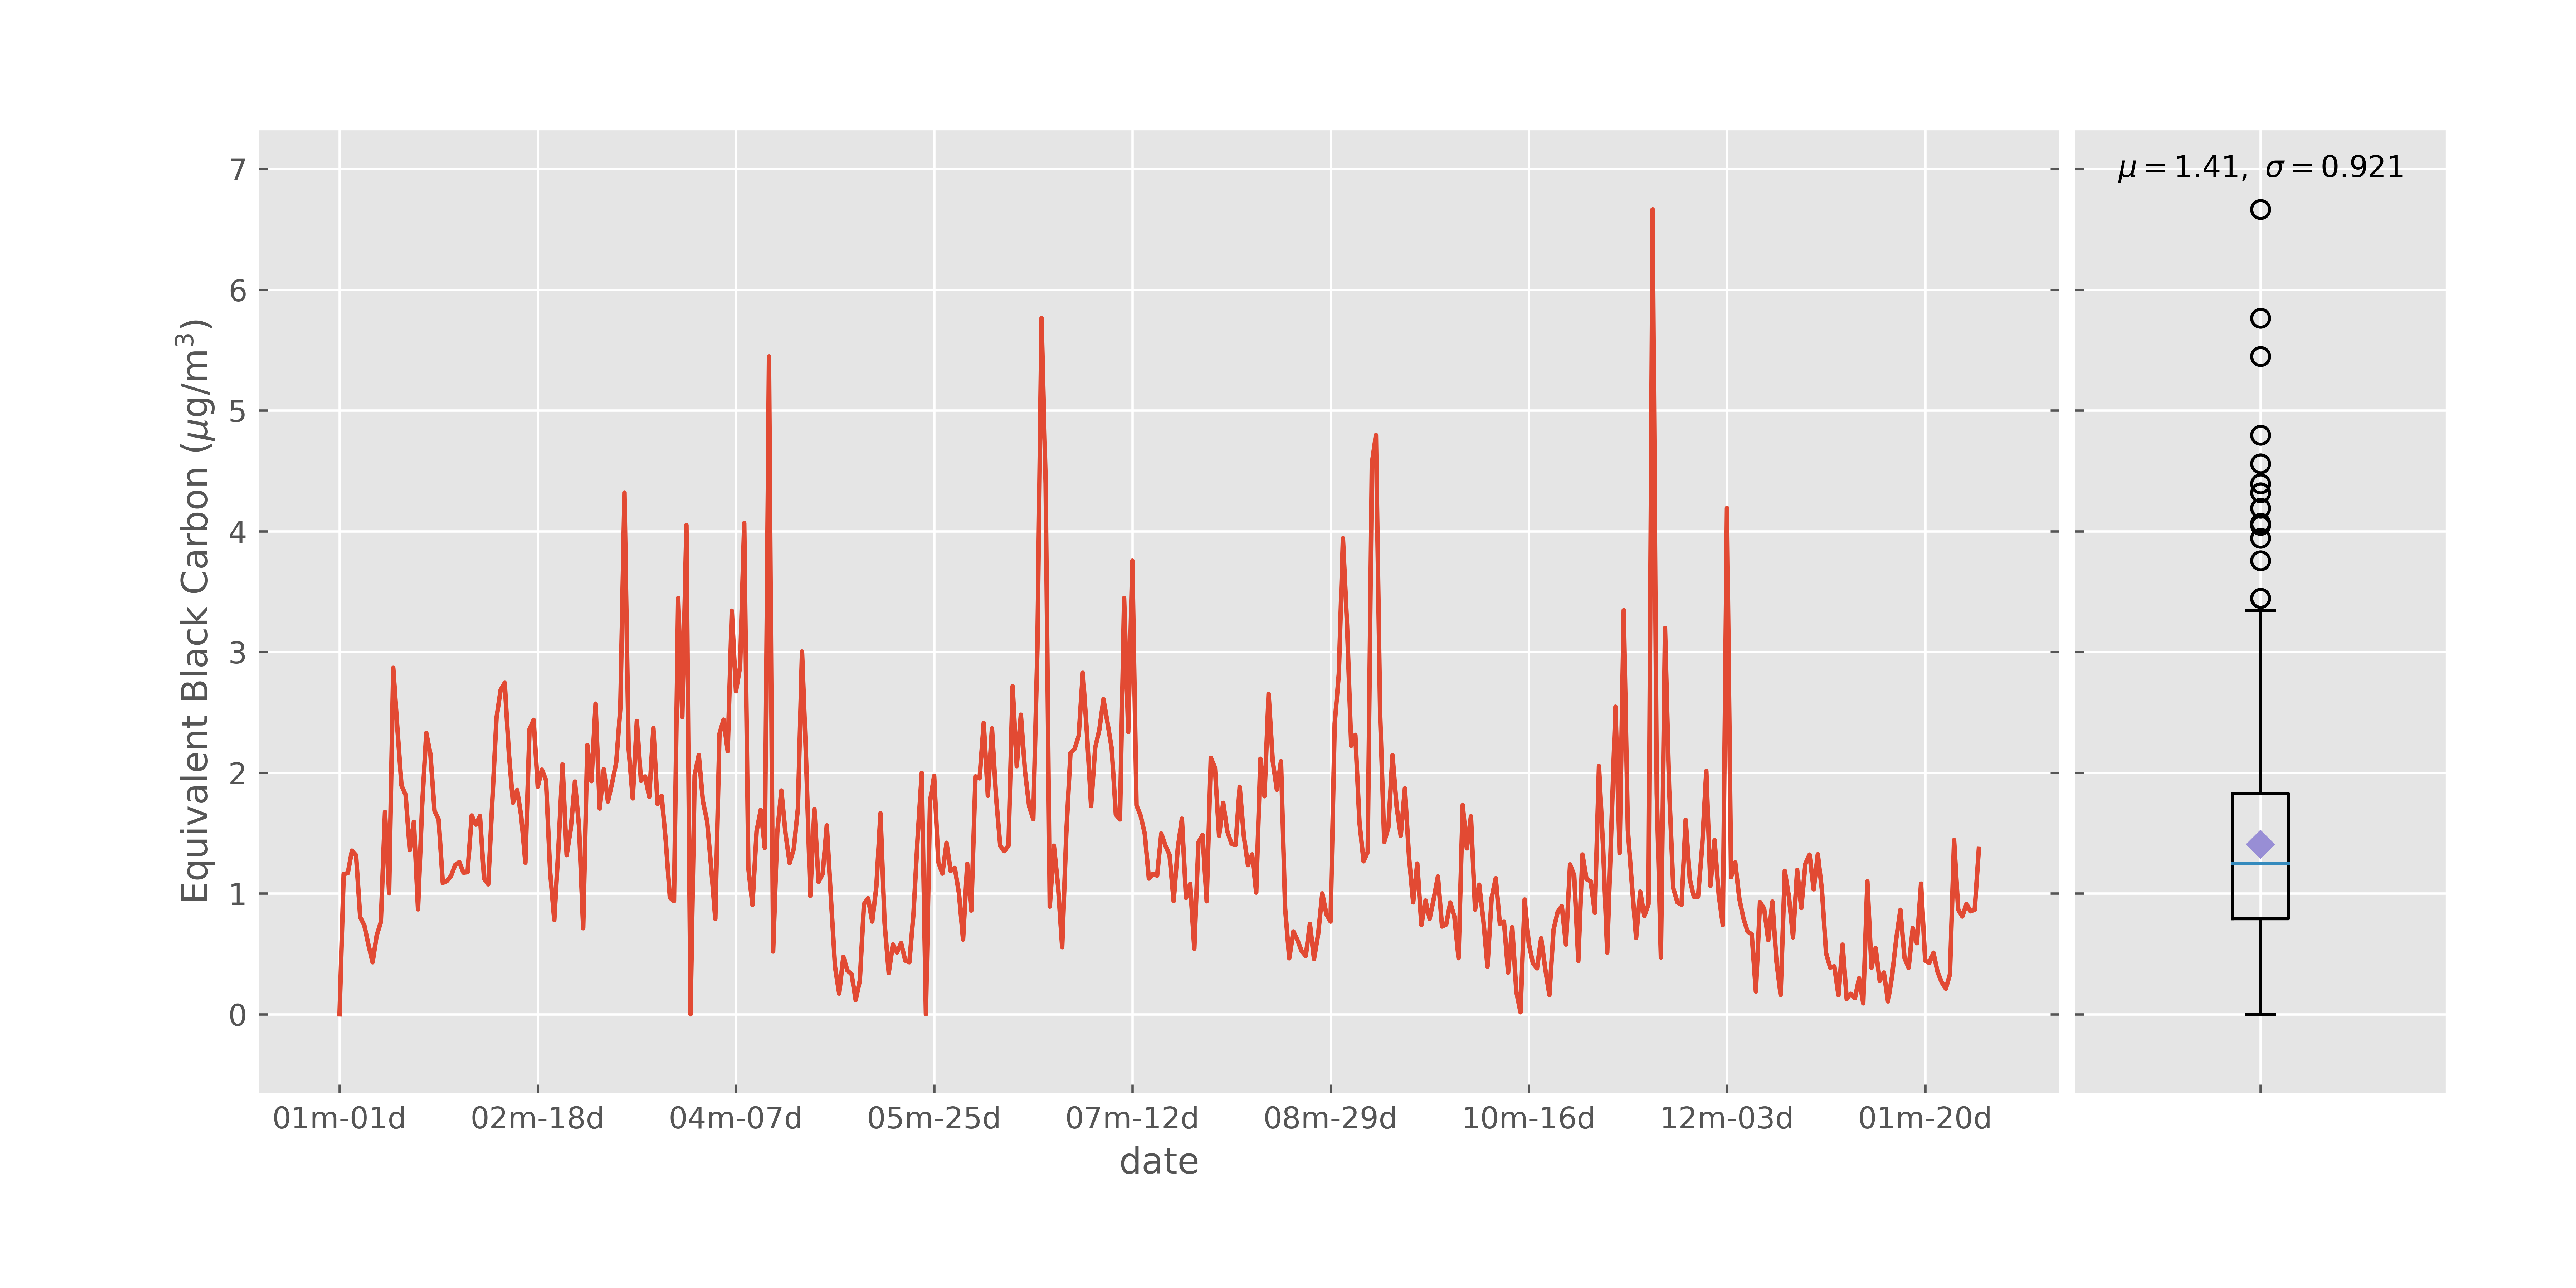 7
6
5
4
3
2
1
0
Equivalent Black Carbon (μg/m³)
01m-01d 02m-18d 04m-07d 05m-25d 07m-12d 08m-29d 10m-16d 12m-03d 01m-20d
date
μ = 1.41, σ = 0.921